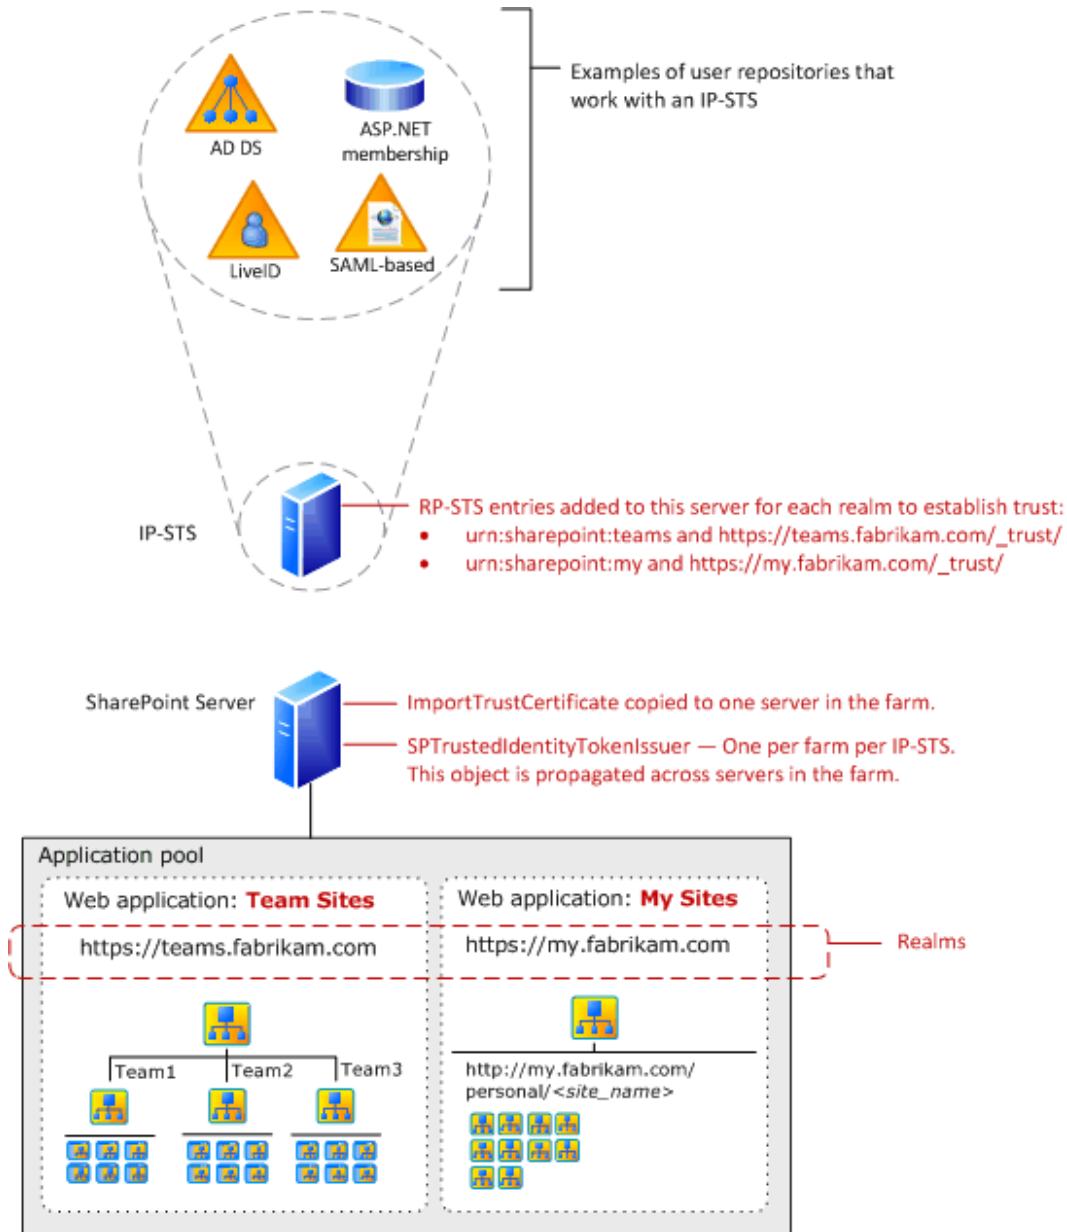 Examples of user repositories that
work with an IP-STS
AD DS
ASP.NET
membership
LiveID
SAML-based
IP-STS
RP-STS entries added to this server for each realm to establish trust:
• urn:sharepoint:teams and https://teams.fabrikam.com/_trust/
• urn:sharepoint:my and https://my.fabrikam.com/_trust/
SharePoint Server
ImportTrustCertificate copied to one server in the farm.
SPTrustedIdentityTokenIssuer — One per farm per IP-STS.
This object is propagated across servers in the farm.
Application pool
Web application: Team Sites
Web application: My Sites
https://teams.fabrikam.com
https://my.fabrikam.com
Realms
Team1
Team2
Team3
http://my.fabrikam.com/
personal/<site_name>